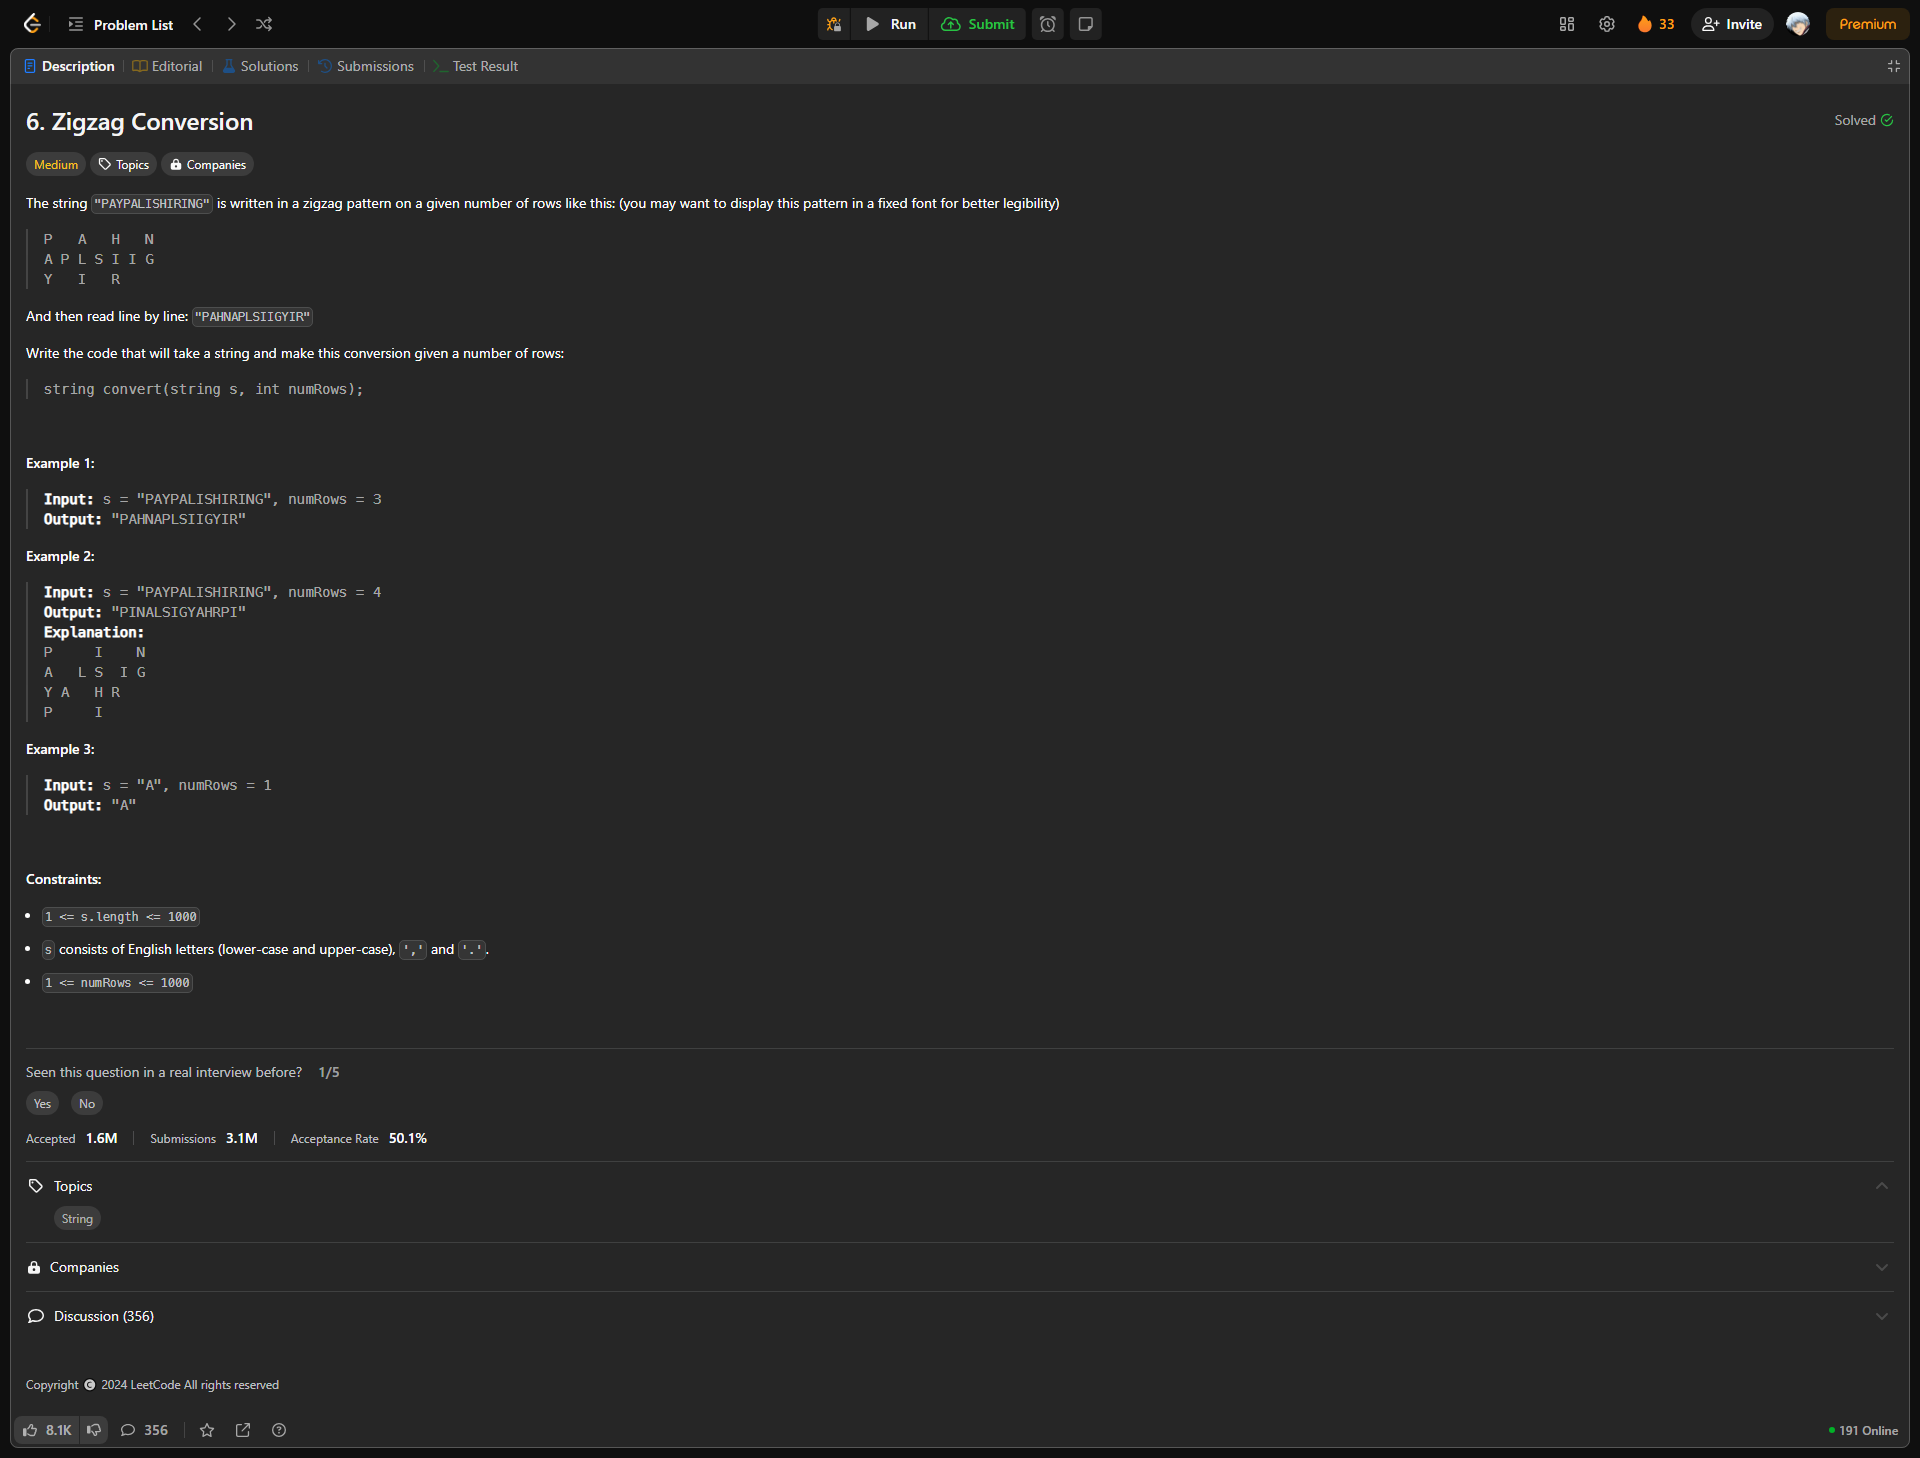 Problem List
Run
Submit
33
Invite
Premium
Description
Editorial
Solutions
Submissions
Test Result
6. Zigzag Conversion
Solved
Medium
Topics
Companies
The string "PAYPALISHIRING" is written in a zigzag pattern on a given number of rows like this: (you may want to display this pattern in a fixed font for better legibility)
P   A   H   N
A P L S I I G
Y   I   R
And then read line by line: "PAHNAPLSIIGYIR"
Write the code that will take a string and make this conversion given a number of rows:
string convert(string s, int numRows);
Example 1:
Input: s = "PAYPALISHIRING", numRows = 3
Output: "PAHNAPLSIIGYIR"
Example 2:
Input: s = "PAYPALISHIRING", numRows = 4
Output: "PINALSIGYAHRPI"
Explanation:
P     I    N
A   L S  I G
Y A   H R
P     I
Example 3:
Input: s = "A", numRows = 1
Output: "A"
Constraints:
• 1 <= s.length <= 1000
• s consists of English letters (lower-case and upper-case), ',' and '.'.
• 1 <= numRows <= 1000
Seen this question in a real interview before? 1/5
Yes
No
Accepted 1.6M
Submissions 3.1M
Acceptance Rate 50.1%
Topics
String
Companies
Discussion (356)
Copyright © 2024 LeetCode All rights reserved
8.1K
356
191 Online